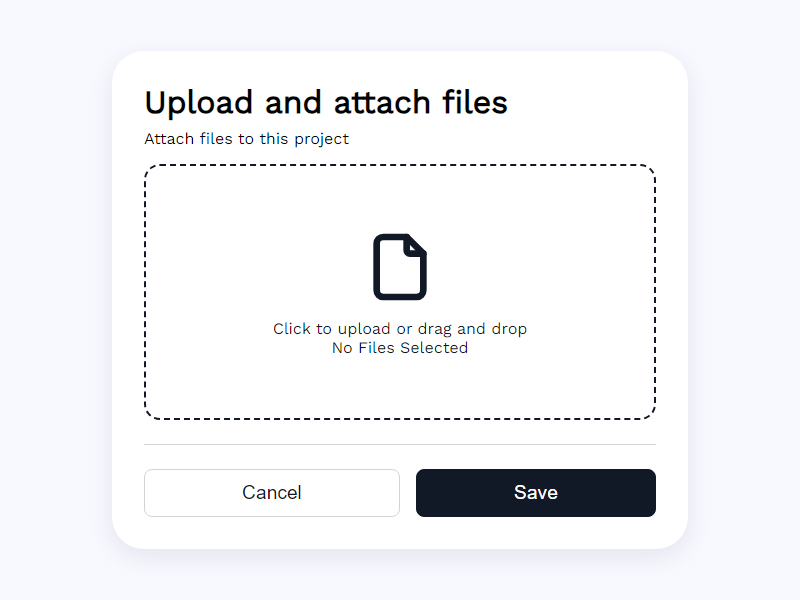 Upload and attach files
Attach files to this project
Click to upload or drag and drop
No Files Selected
Cancel
Save